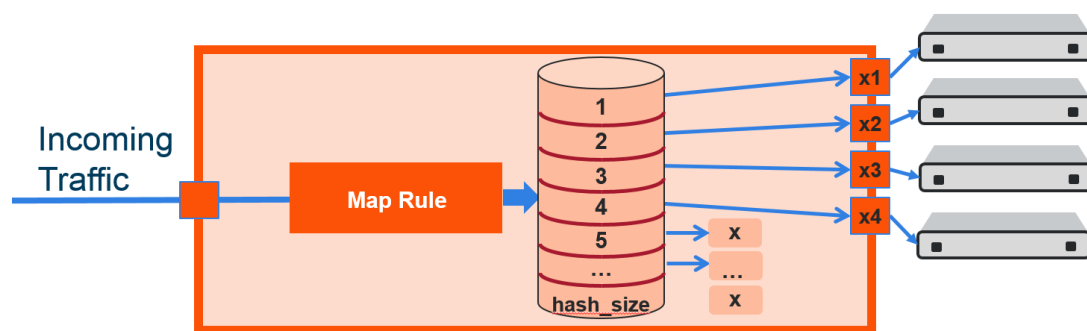 Incoming
Traffic
Map Rule
1
2
3
4
5
...
hash_size
x1
x2
x3
x4
x
...
x